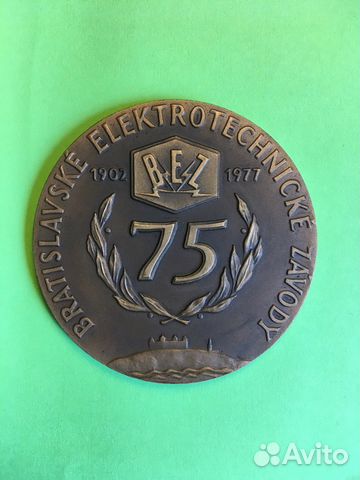 BRATISLAVSKÉ ELEKTROTECHNICKÉ ZÁVODY
BEZ
1902 1977
75
Avito